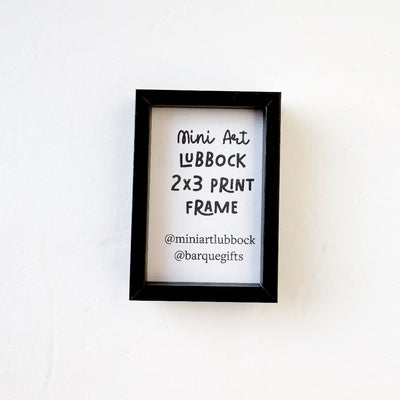 Mini Art
LUBBOCK
2x3 PRINT
FRAME
@miniartlubbock
@barquegifts